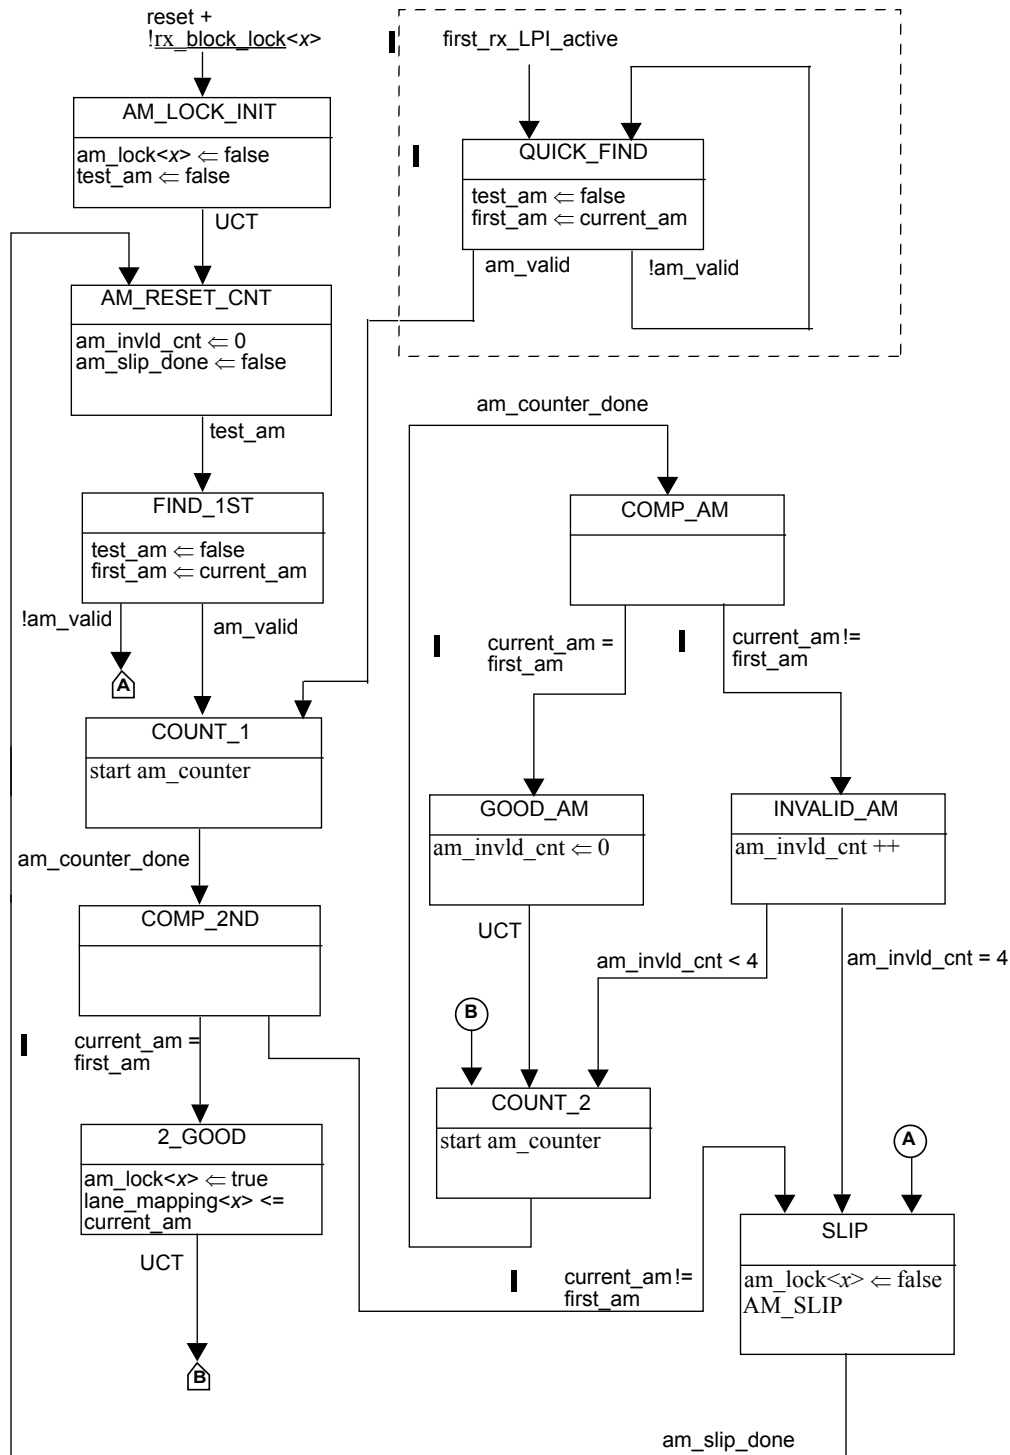 reset +
!rx_block_lock<x>
AM_LOCK_INIT
am_lock<x> ⇐ false
test_am ⇐ false
UCT
AM_RESET_CNT
am_invld_cnt ⇐ 0
am_slip_done ⇐ false
test_am
FIND_1ST
test_am ⇐ false
first_am ⇐ current_am
!am_valid
am_valid
A
COUNT_1
start am_counter
am_counter_done
COMP_2ND
current_am =
first_am
2_GOOD
am_lock<x> ⇐ true
lane_mapping<x> <=
current_am
UCT
B
first_rx_LPI_active
QUICK_FIND
test_am ⇐ false
first_am ⇐ current_am
am_valid
!am_valid
am_counter_done
COMP_AM
current_am =
first_am
current_am !=
first_am
GOOD_AM
am_invld_cnt ⇐ 0
INVALID_AM
am_invld_cnt ++
UCT
am_invld_cnt < 4
am_invld_cnt = 4
B
COUNT_2
start am_counter
A
current_am !=
first_am
SLIP
am_lock<x> ⇐ false
AM_SLIP
am_slip_done